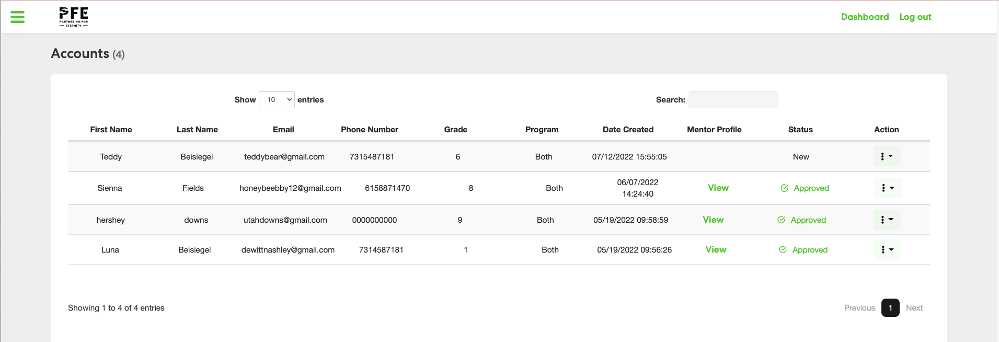 PFE
PARTNERING FOR
ETERNITY
Dashboard Log out
Accounts (4)
Show 10 entries Search:
First Name Last Name Email Phone Number Grade Program Date Created Mentor Profile Status Action
Teddy Beisiegel teddybear@gmail.com 7315487181 6 Both 07/12/2022 15:55:05 New
Sienna Fields honeybeebby12@gmail.com 6158871470 8 Both 06/07/2022 14:24:40 View Approved
hershey downs utahdowns@gmail.com 0000000000 9 Both 05/19/2022 09:58:59 View Approved
Luna Beisiegel dewittnashley@gmail.com 7314587181 1 Both 05/19/2022 09:56:26 View Approved
Showing 1 to 4 of 4 entries Previous 1 Next